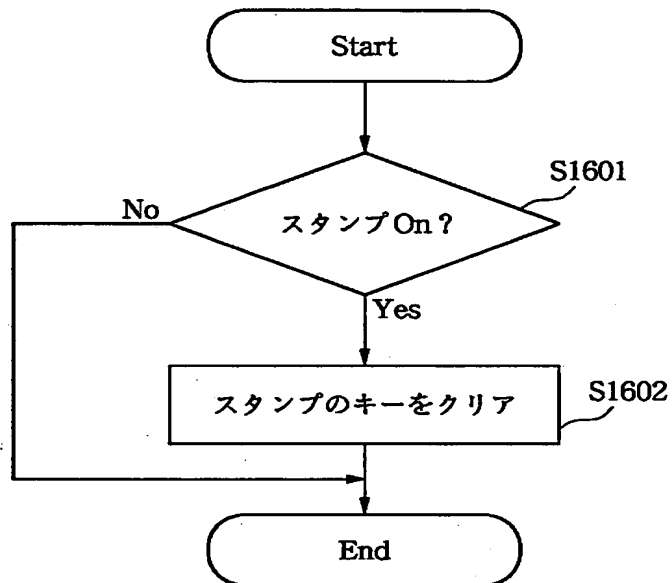 Start
S1601
No
スタンプOn？
Yes
スタンプのキーをクリア
S1602
End